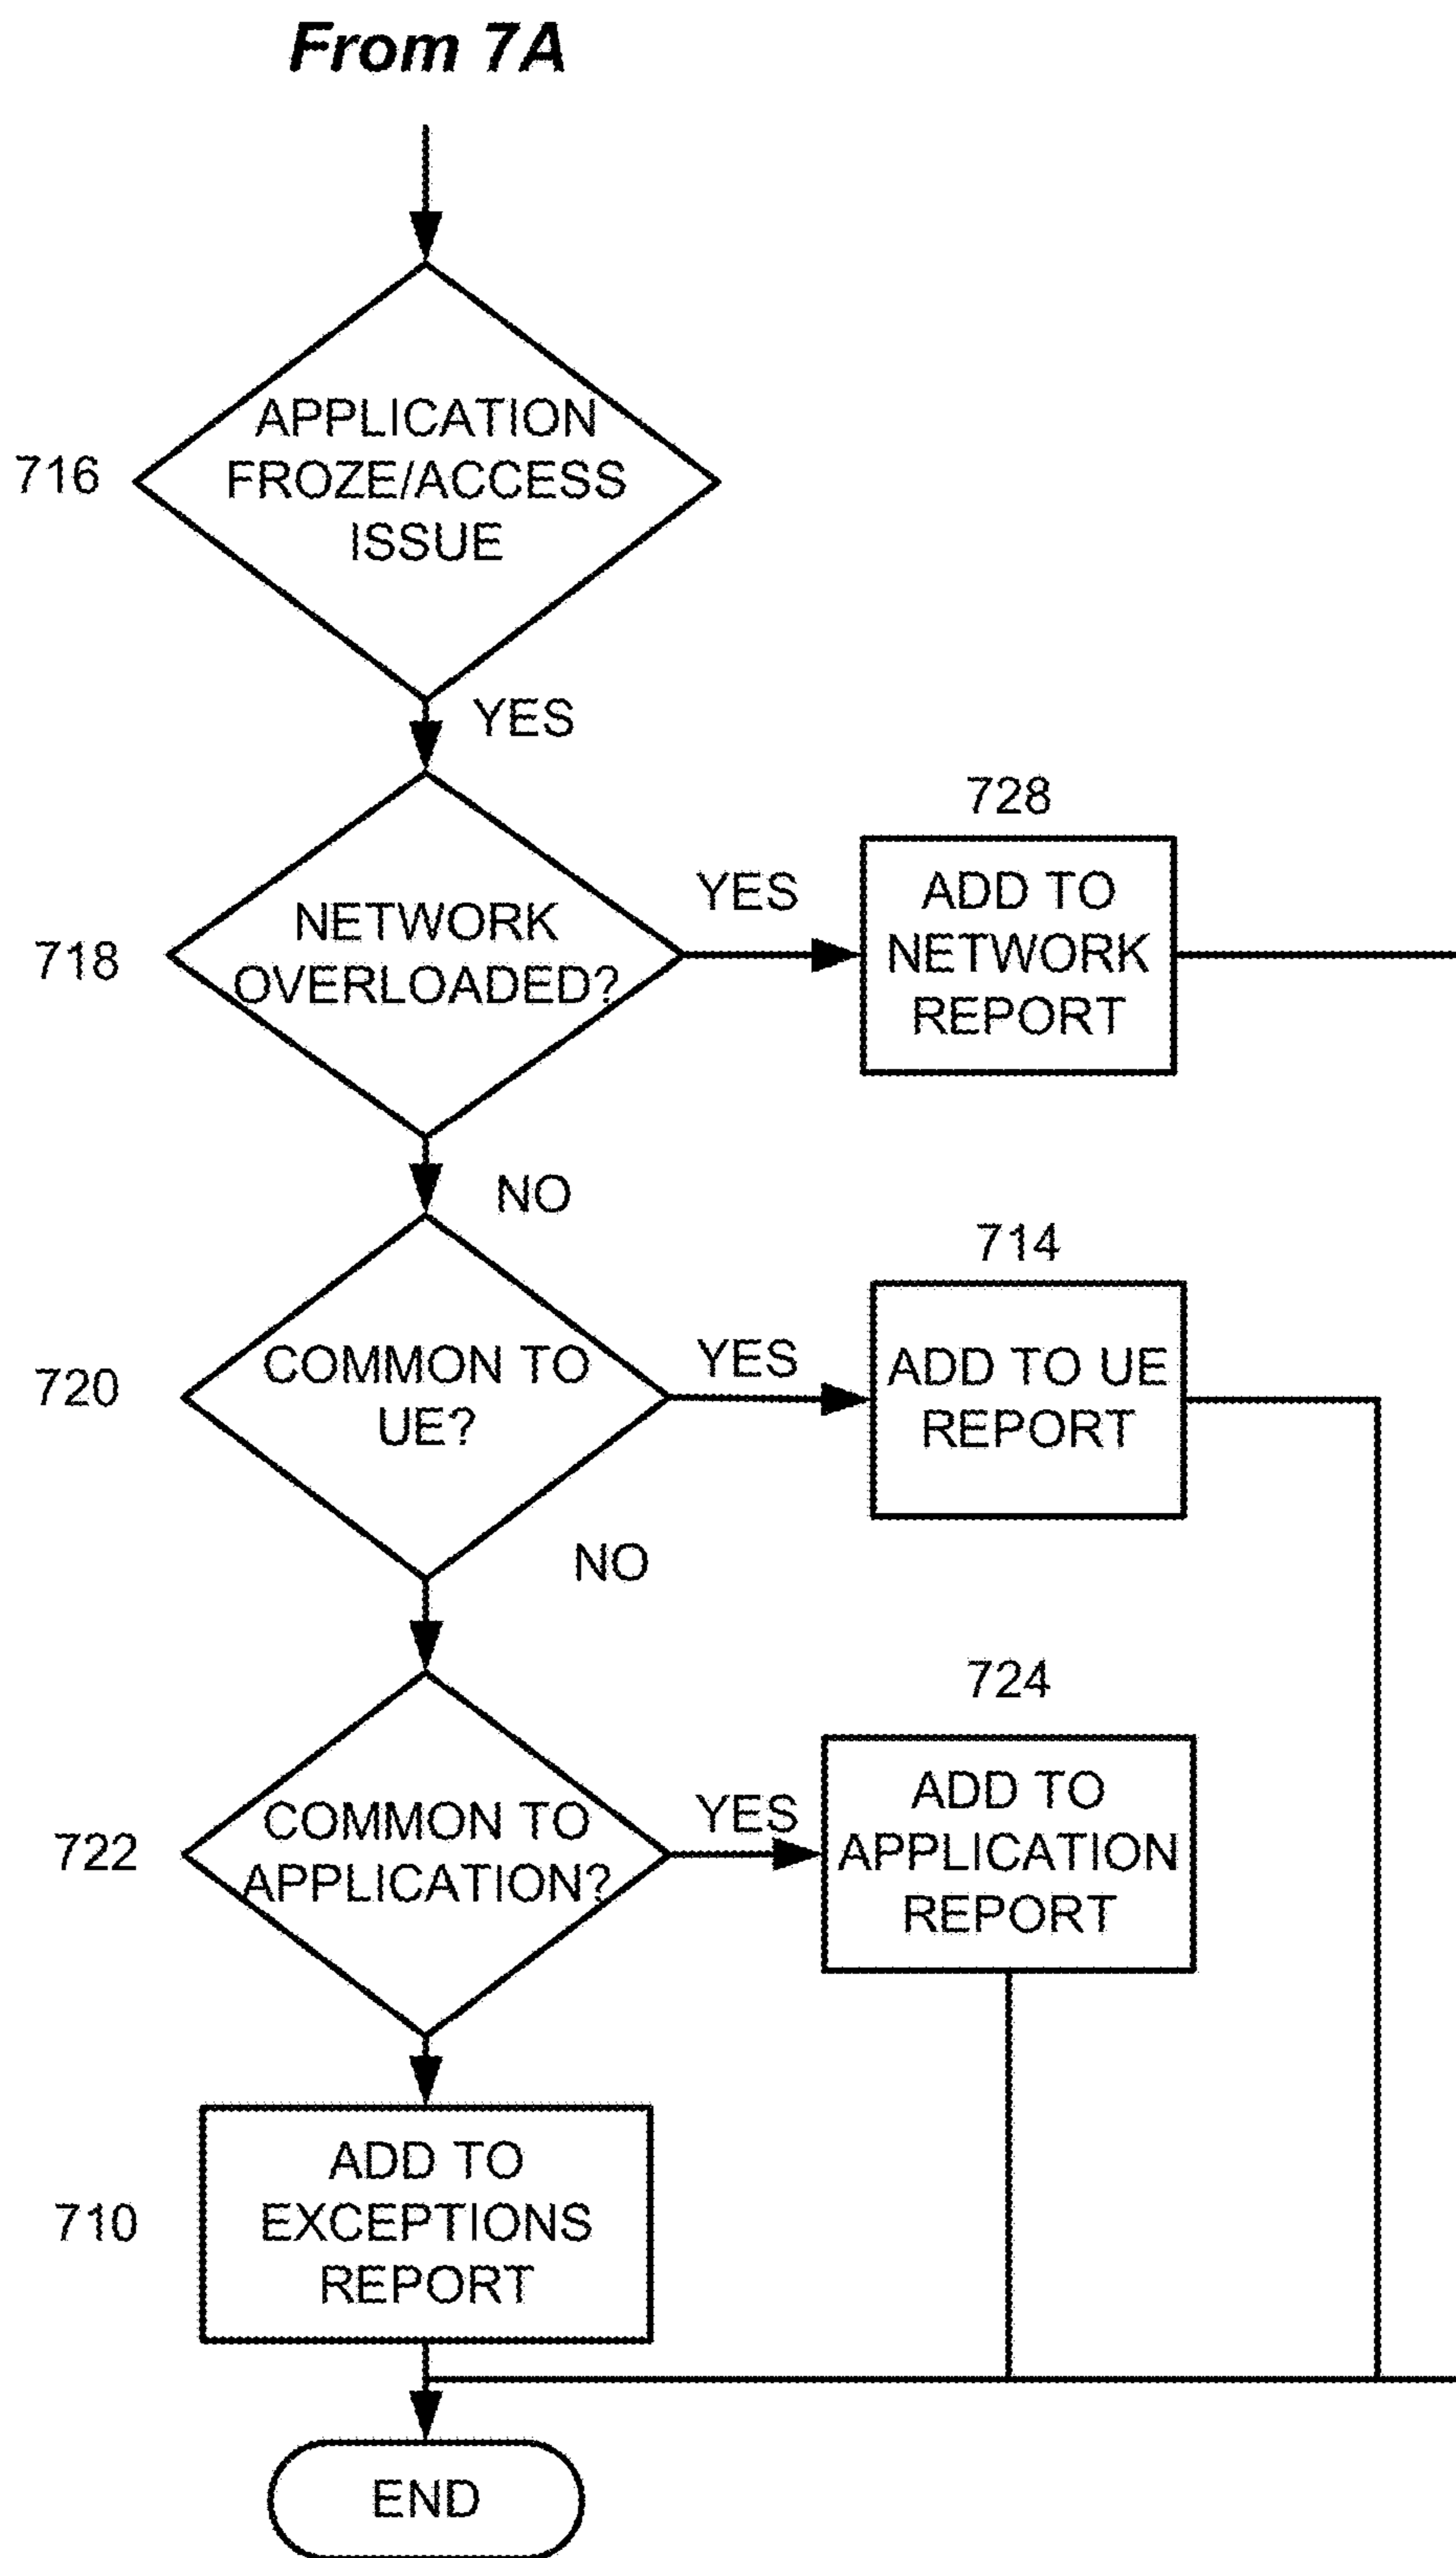 From 7A
716
APPLICATION
FROZE/ACCESS
ISSUE
YES
718
NETWORK
OVERLOADED?
YES
728
ADD TO
NETWORK
REPORT
NO
720
COMMON TO
UE?
YES
714
ADD TO UE
REPORT
NO
722
COMMON TO
APPLICATION?
YES
724
ADD TO
APPLICATION
REPORT
710
ADD TO
EXCEPTIONS
REPORT
END